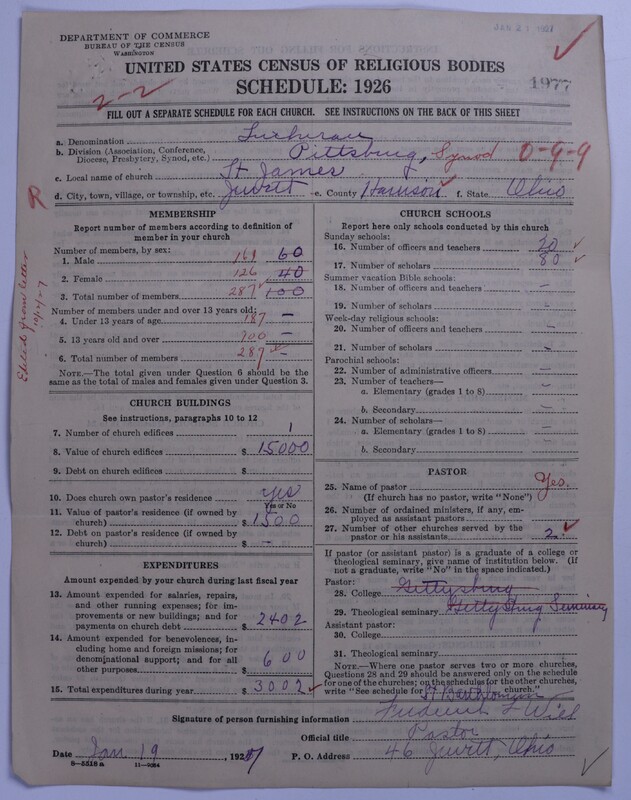 JAN 21 1927
DEPARTMENT OF COMMERCE
BUREAU OF THE CENSUS
WASHINGTON
UNITED STATES CENSUS OF RELIGIOUS BODIES
SCHEDULE: 1926
1977
2-2
FILL OUT A SEPARATE SCHEDULE FOR EACH CHURCH. SEE INSTRUCTIONS ON THE BACK OF THIS SHEET
a. Denomination Lutheran
b. Division (Association, Conference, Diocese, Presbytery, Synod, etc.) Pittsburg, Synod 0-9-9
c. Local name of church St James
d. City, town, village, or township, etc. Jewett e. County Harrison f. State Ohio
R
Edited from letter
MEMBERSHIP
Report number of members according to definition of member in your church
Number of members, by sex:
1. Male 161 60
2. Female 126 40
3. Total number of members 287 100
Number of members under and over 13 years old:
4. Under 13 years of age 187 —
5. 13 years old and over 100 —
6. Total number of members 287 —
NOTE.—The total given under Question 6 should be the same as the total of males and females given under Question 3.
CHURCH BUILDINGS
See instructions, paragraphs 10 to 12
7. Number of church edifices 1
8. Value of church edifices $ 15000
9. Debt on church edifices $
10. Does church own pastor's residence yes
Yes or No
11. Value of pastor's residence (if owned by church) $ 1500
12. Debt on pastor's residence (if owned by church) $ —
EXPENDITURES
Amount expended by your church during last fiscal year
13. Amount expended for salaries, repairs, and other running expenses; for improvements or new buildings; and for payments on church debt $ 2402
14. Amount expended for benevolences, including home and foreign missions; for denominational support; and for all other purposes $ 600
15. Total expenditures during year $ 3002
CHURCH SCHOOLS
Report here only schools conducted by this church
Sunday schools:
16. Number of officers and teachers 20
17. Number of scholars 80
Summer vacation Bible schools:
18. Number of officers and teachers —
19. Number of scholars —
Week-day religious schools:
20. Number of officers and teachers —
21. Number of scholars —
Parochial schools:
22. Number of administrative officers —
23. Number of teachers—
a. Elementary (grades 1 to 8) —
b. Secondary —
24. Number of scholars—
a. Elementary (grades 1 to 8) —
b. Secondary —
PASTOR
25. Name of pastor Yes.
(If church has no pastor, write "None")
26. Number of ordained ministers, if any, employed as assistant pastors
27. Number of other churches served by the pastor or his assistants 2
If pastor (or assistant pastor) is a graduate of a college or theological seminary, give name of institution below. (If not a graduate, write "No" in the space indicated.)
Pastor:
28. College Gettysburg
29. Theological seminary Gettysburg Seminary
Assistant pastor:
30. College
31. Theological seminary
NOTE.—Where one pastor serves two or more churches, Questions 28 and 29 should be answered only on the schedule for one of the churches; on the schedules for the other churches, write "See schedule for St Bartholomew church."
Signature of person furnishing information Frederick L Will
Official title Pastor
Date Jan 19, 1927 P. O. Address 46 Jewett, Ohio
8-5518 a 11-9084